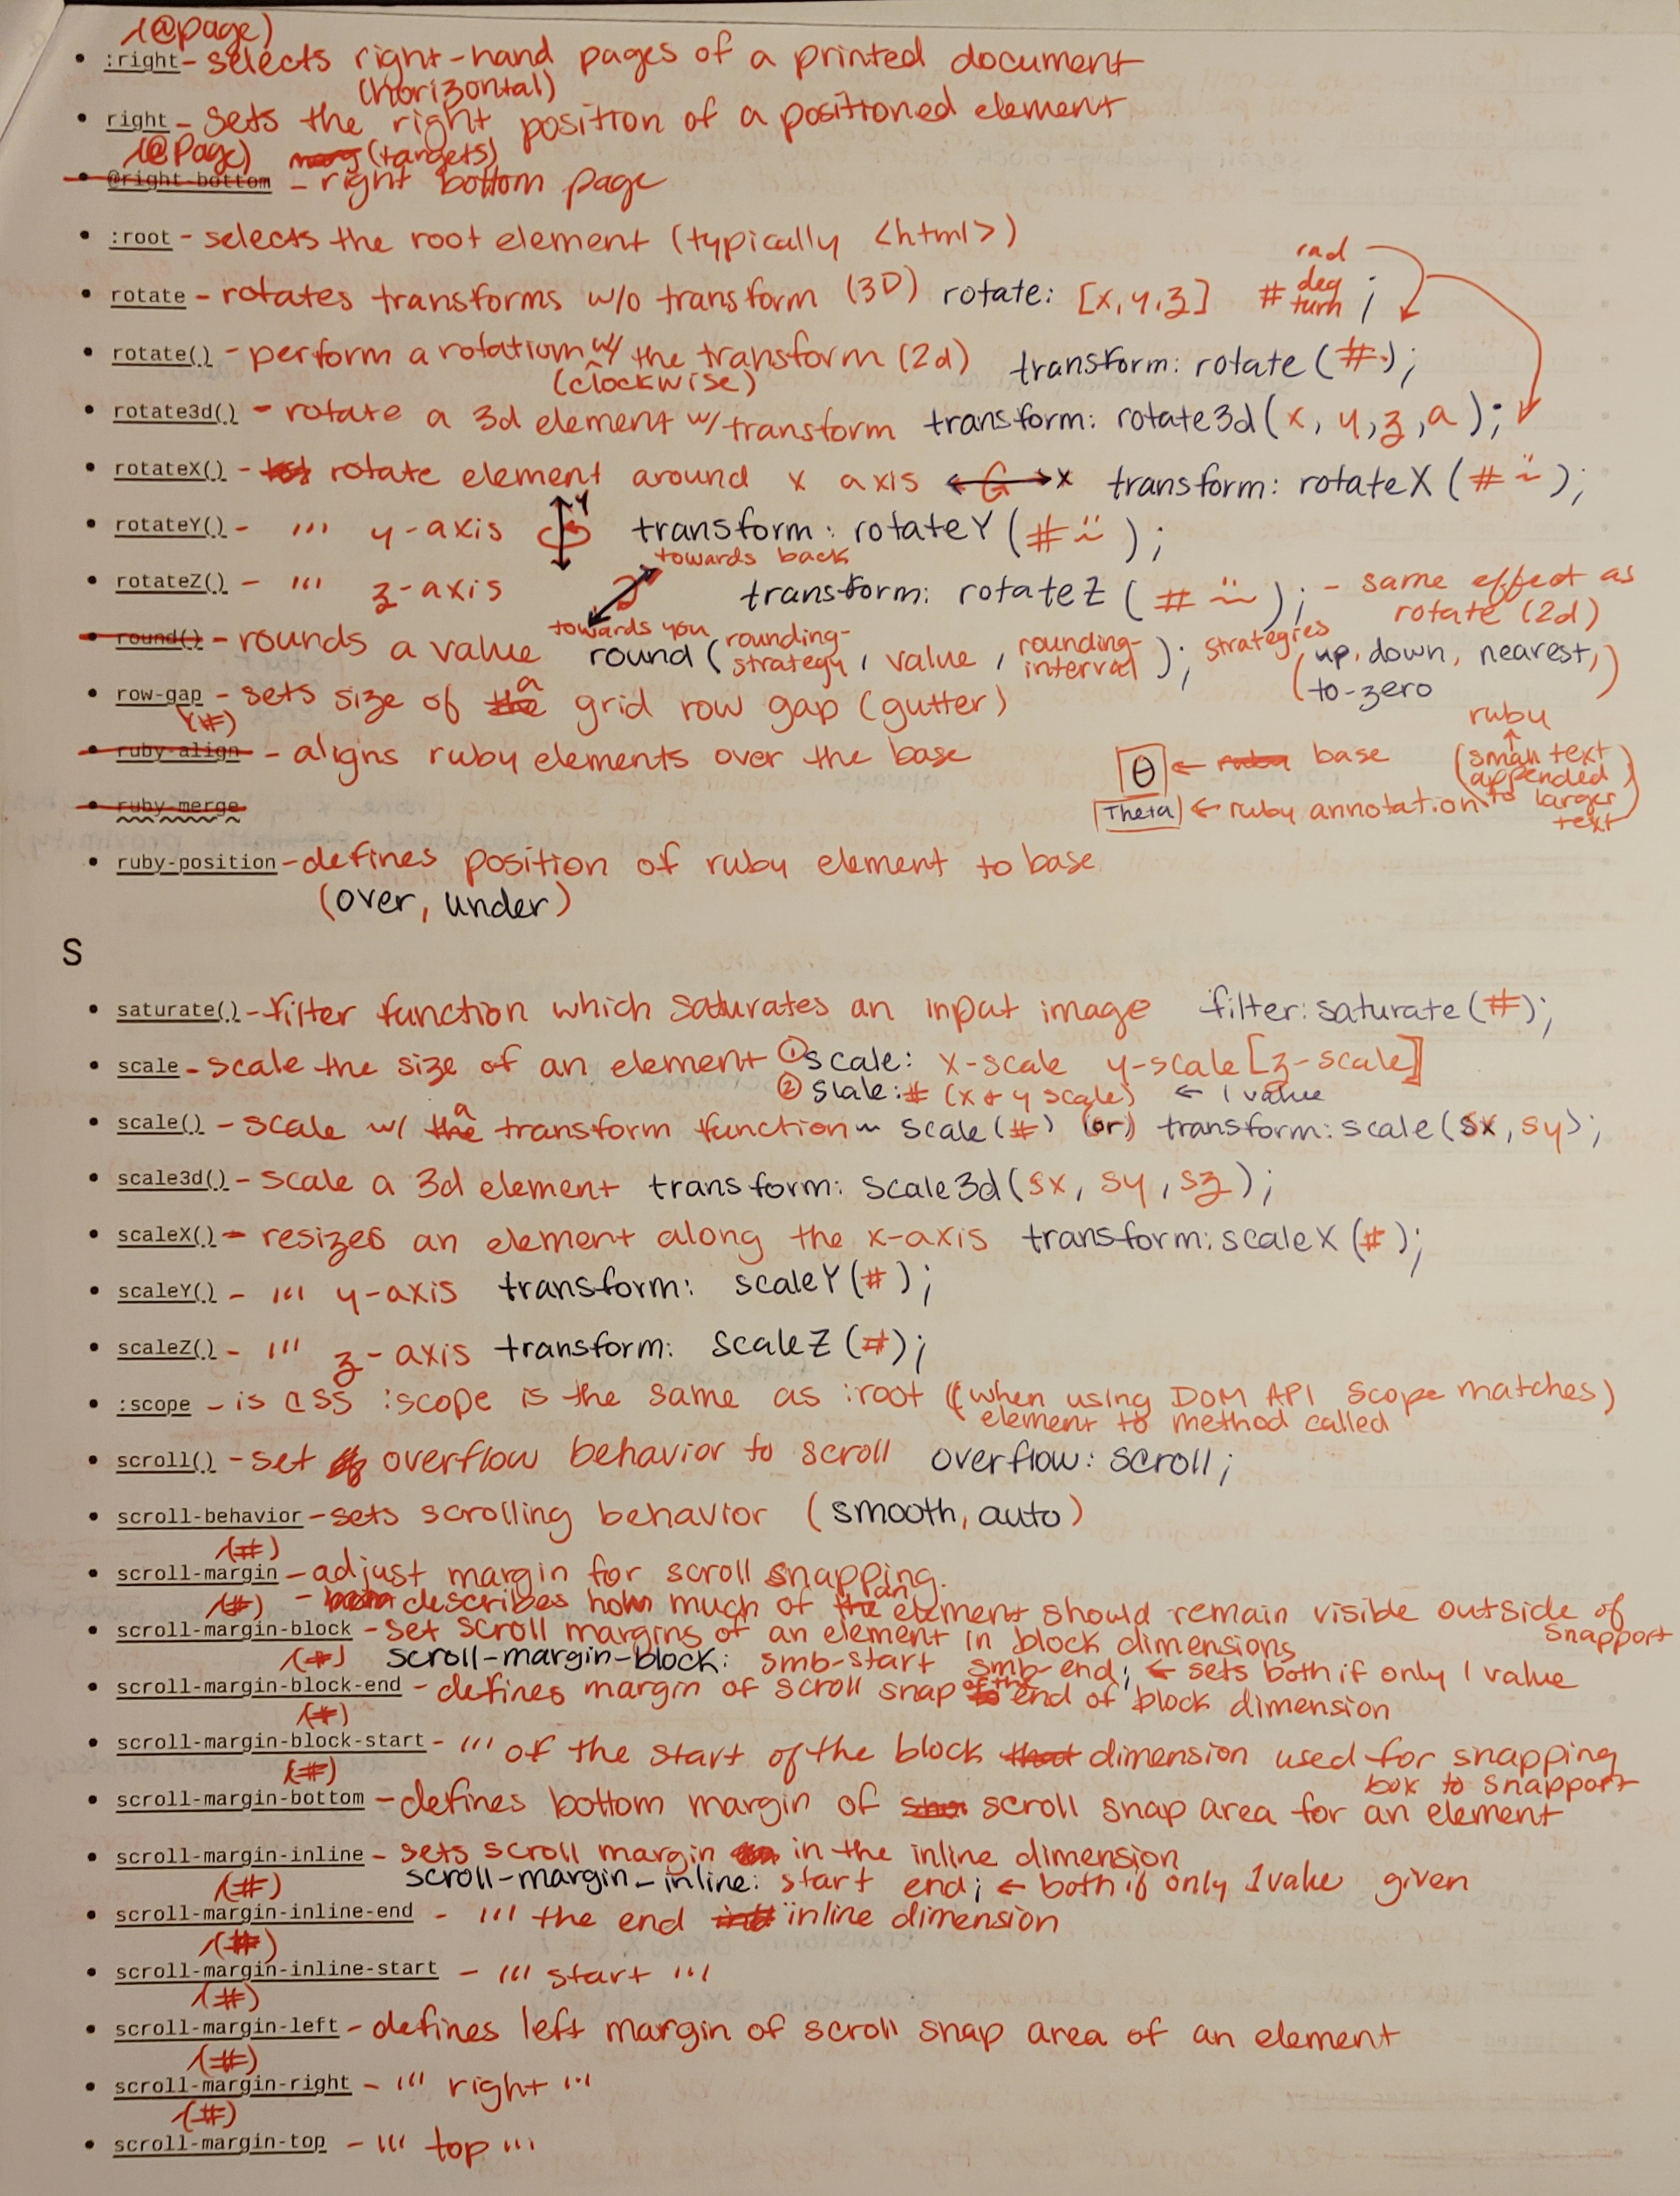 (@page)
• :right - selects right-hand pages of a printed document
(horizontal)
• right - sets the right position of a positioned element
(@Page) (targets)
• @right-bottom - right bottom page
• :root - selects the root element (typically <html>)
• rotate - rotates transforms w/o transform (3D) rotate: [x,y,z] # rad deg turn ;
• rotate() - perform a rotation w/ the transform (2d) transform: rotate(#);
(clockwise)
• rotate3d() - rotate a 3d element w/ transform transform: rotate3d(x, y, z, a);
• rotateX() - rotate element around x axis x transform: rotateX(# );
• rotateY() - ''' y-axis Y transform: rotateY(# );
towards back
• rotateZ() - ''' z-axis transform: rotateZ(# ); - same effect as rotate (2d)
towards you
• round() - rounds a value round(rounding-strategy, value, rounding-interval); strategies (up, down, nearest, to-zero)
• row-gap - sets size of a grid row gap (gutter)
(#)
• ruby-align - aligns ruby elements over the base
θ ← base
ruby
↑
(small text appended to larger text)
• ruby-merge
Theta ← ruby annotation
• ruby-position - defines position of ruby element to base
(over, under)
S
• saturate() - filter function which saturates an input image filter: saturate(#);
• scale - scale the size of an element ① scale: x-scale y-scale [z-scale]
② slale: # (x & y scale) ← 1 value
• scale() - scale w/ a transform function ~ scale(#) (or) transform: scale(sx, sy);
• scale3d() - scale a 3d element transform: scale3d(sx, sy, sz);
• scaleX() - resizes an element along the x-axis transform: scaleX(#);
• scaleY() - ''' y-axis transform: scaleY(#);
• scaleZ() - ''' z-axis transform: scaleZ(#);
• :scope - is CSS :scope is the same as :root (when using DOM API scope matches)
element to method called
• scroll() - set overflow behavior to scroll overflow: scroll;
• scroll-behavior - sets scrolling behavior (smooth, auto)
(#)
• scroll-margin - adjust margin for scroll snapping.
(#) - describes how much of an element should remain visible outside of snapport
• scroll-margin-block - set scroll margins of an element in block dimensions
(#) scroll-margin-block: smb-start smb-end; ← sets both if only 1 value
• scroll-margin-block-end - defines margin of scroll snap of the end of block dimension
(#)
• scroll-margin-block-start - ''' of the start of the block dimension used for snapping
(#) box to snapport
• scroll-margin-bottom - defines bottom margin of scroll snap area for an element
• scroll-margin-inline - sets scroll margin in the inline dimension
(#) scroll-margin-inline: start end; ← both if only 1 value given
• scroll-margin-inline-end - ''' the end inline dimension
(#)
• scroll-margin-inline-start - ''' start '''
(#)
• scroll-margin-left - defines left margin of scroll snap area of an element
(#)
• scroll-margin-right - ''' right '''
(#)
• scroll-margin-top - ''' top '''